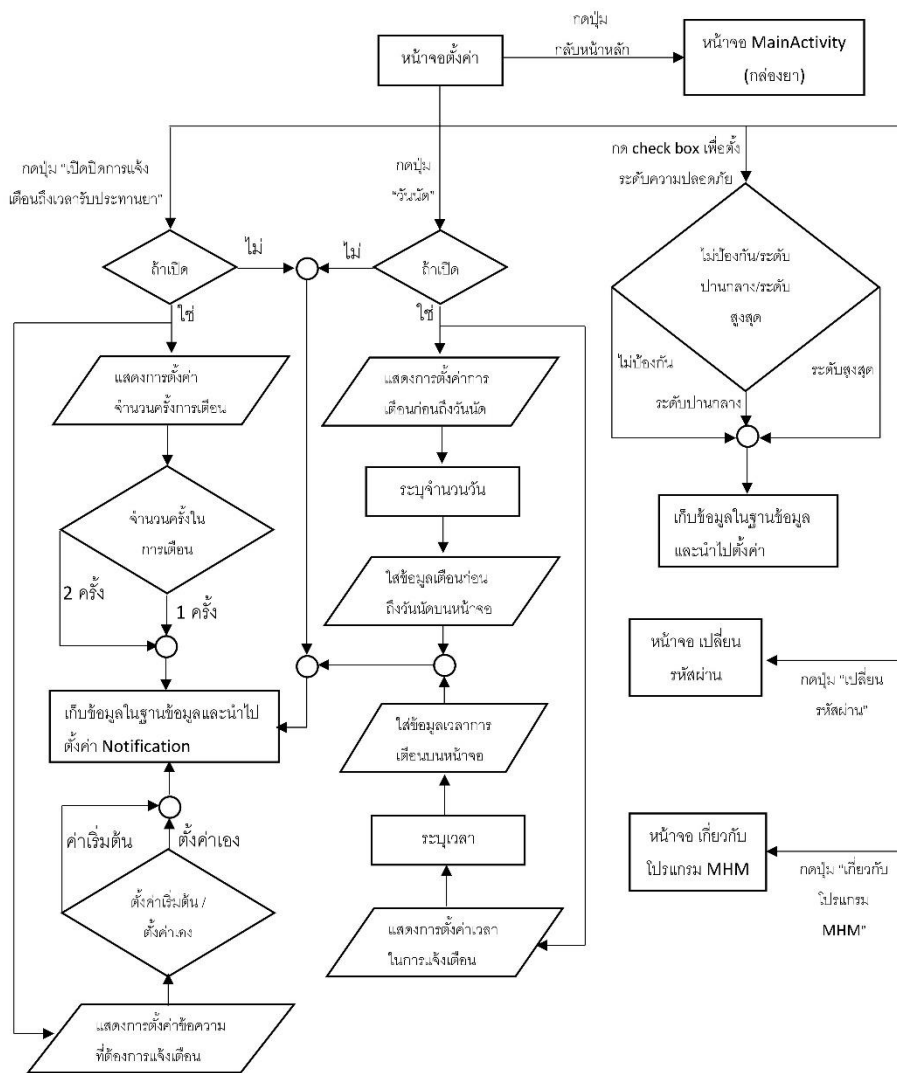 กดปุ่ม
กลับหน้าหลัก
หน้าจอตั้งค่า
หน้าจอ MainActivity
(กล่องยา)
กดปุ่ม “เปิดปิดการแจ้ง
เตือนถึงเวลารับประทานยา”
กดปุ่ม
“วันนัด”
กด check box เพื่อตั้ง
ระดับความปลอดภัย
ถ้าเปิด
ไม่
ใช่
ไม่
ถ้าเปิด
ใช่
ไม่ป้องกัน/ระดับ
ปานกลาง/ระดับ
สูงสุด
ไม่ป้องกัน
ระดับปานกลาง
ระดับสูงสุด
แสดงการตั้งค่า
จำนวนครั้งการเตือน
แสดงการตั้งค่าการ
เตือนก่อนถึงวันนัด
จำนวนครั้งใน
การเตือน
2 ครั้ง
1 ครั้ง
ระบุจำนวนวัน
ใส่ข้อมูลเตือนก่อน
ถึงวันนัดบนหน้าจอ
เก็บข้อมูลในฐานข้อมูล
และนำไปตั้งค่า
เก็บข้อมูลในฐานข้อมูลและนำไป
ตั้งค่า Notification
ใส่ข้อมูลเวลาการ
เตือนบนหน้าจอ
หน้าจอ เปลี่ยน
รหัสผ่าน
กดปุ่ม “เปลี่ยน
รหัสผ่าน”
ค่าเริ่มต้น
ตั้งค่าเอง
ระบุเวลา
หน้าจอ เกี่ยวกับ
โปรแกรม MHM
กดปุ่ม “เกี่ยวกับ
โปรแกรม
MHM”
ตั้งค่าเริ่มต้น /
ตั้งค่าเอง
แสดงการตั้งค่าเวลา
ในการแจ้งเตือน
แสดงการตั้งค่าข้อความ
ที่ต้องการแจ้งเตือน